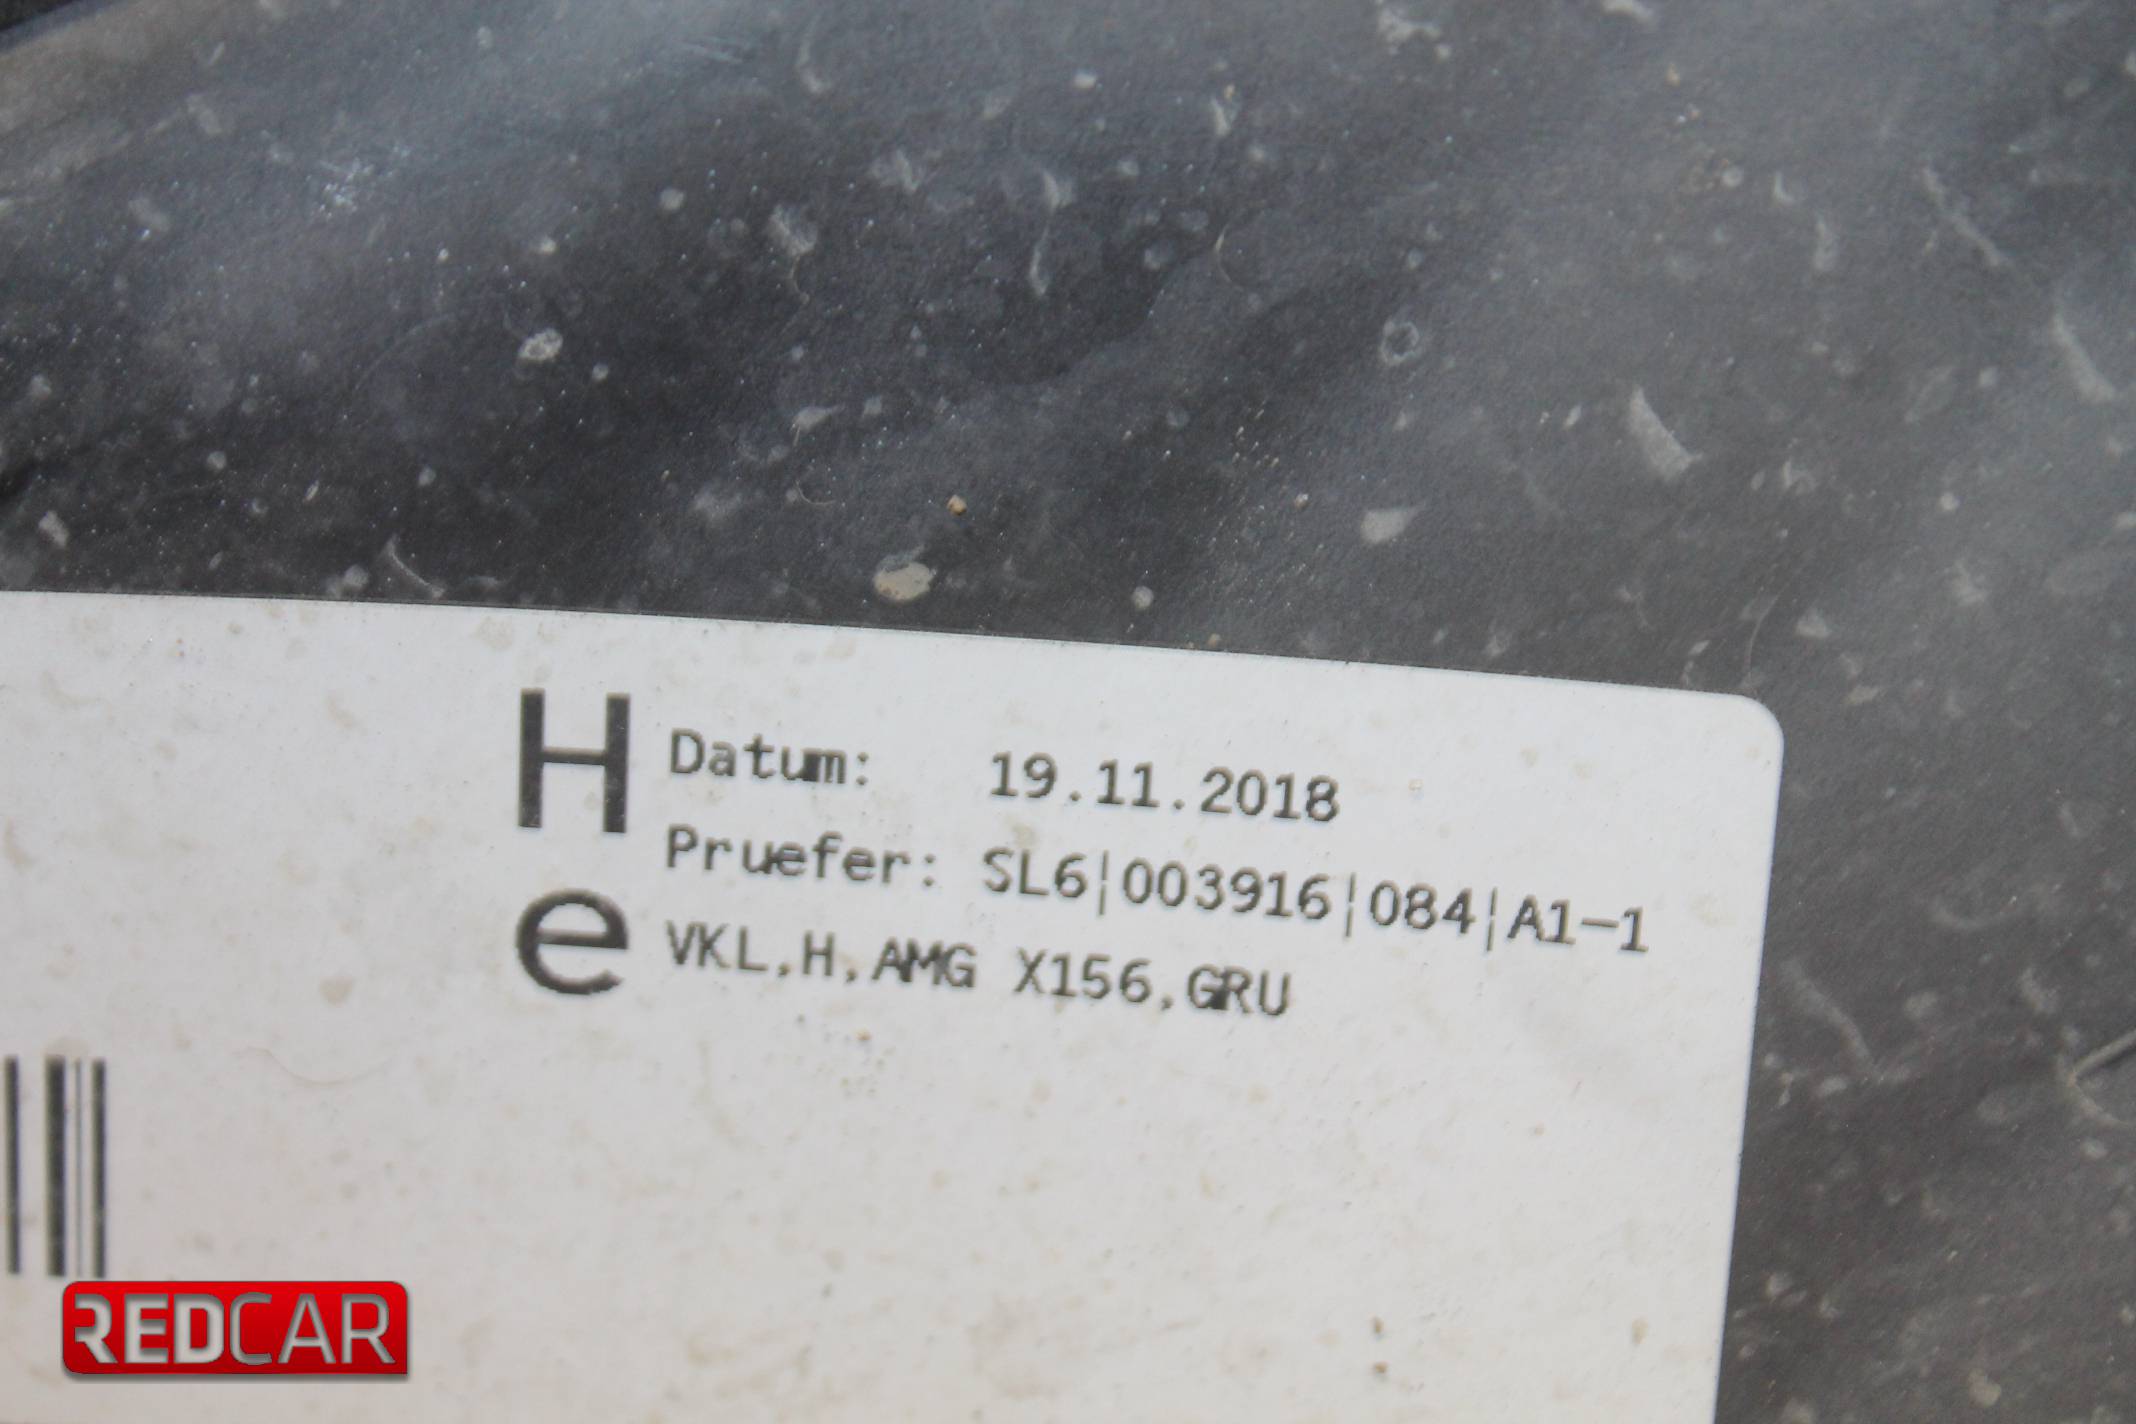 H
Datum: 19.11.2018
Pruefer: SL6|003916|084|A1-1
e
VKL,H,AMG X156,GRU
REDCAR